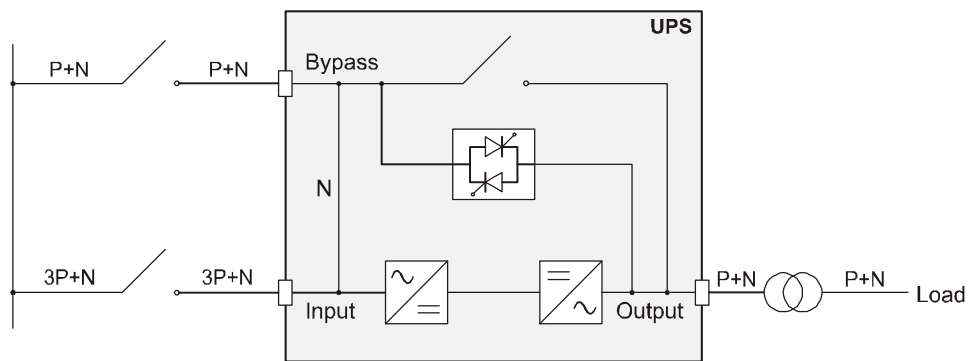 UPS
P+N
P+N
Bypass
N
3P+N
3P+N
Input
Output
P+N
P+N
Load